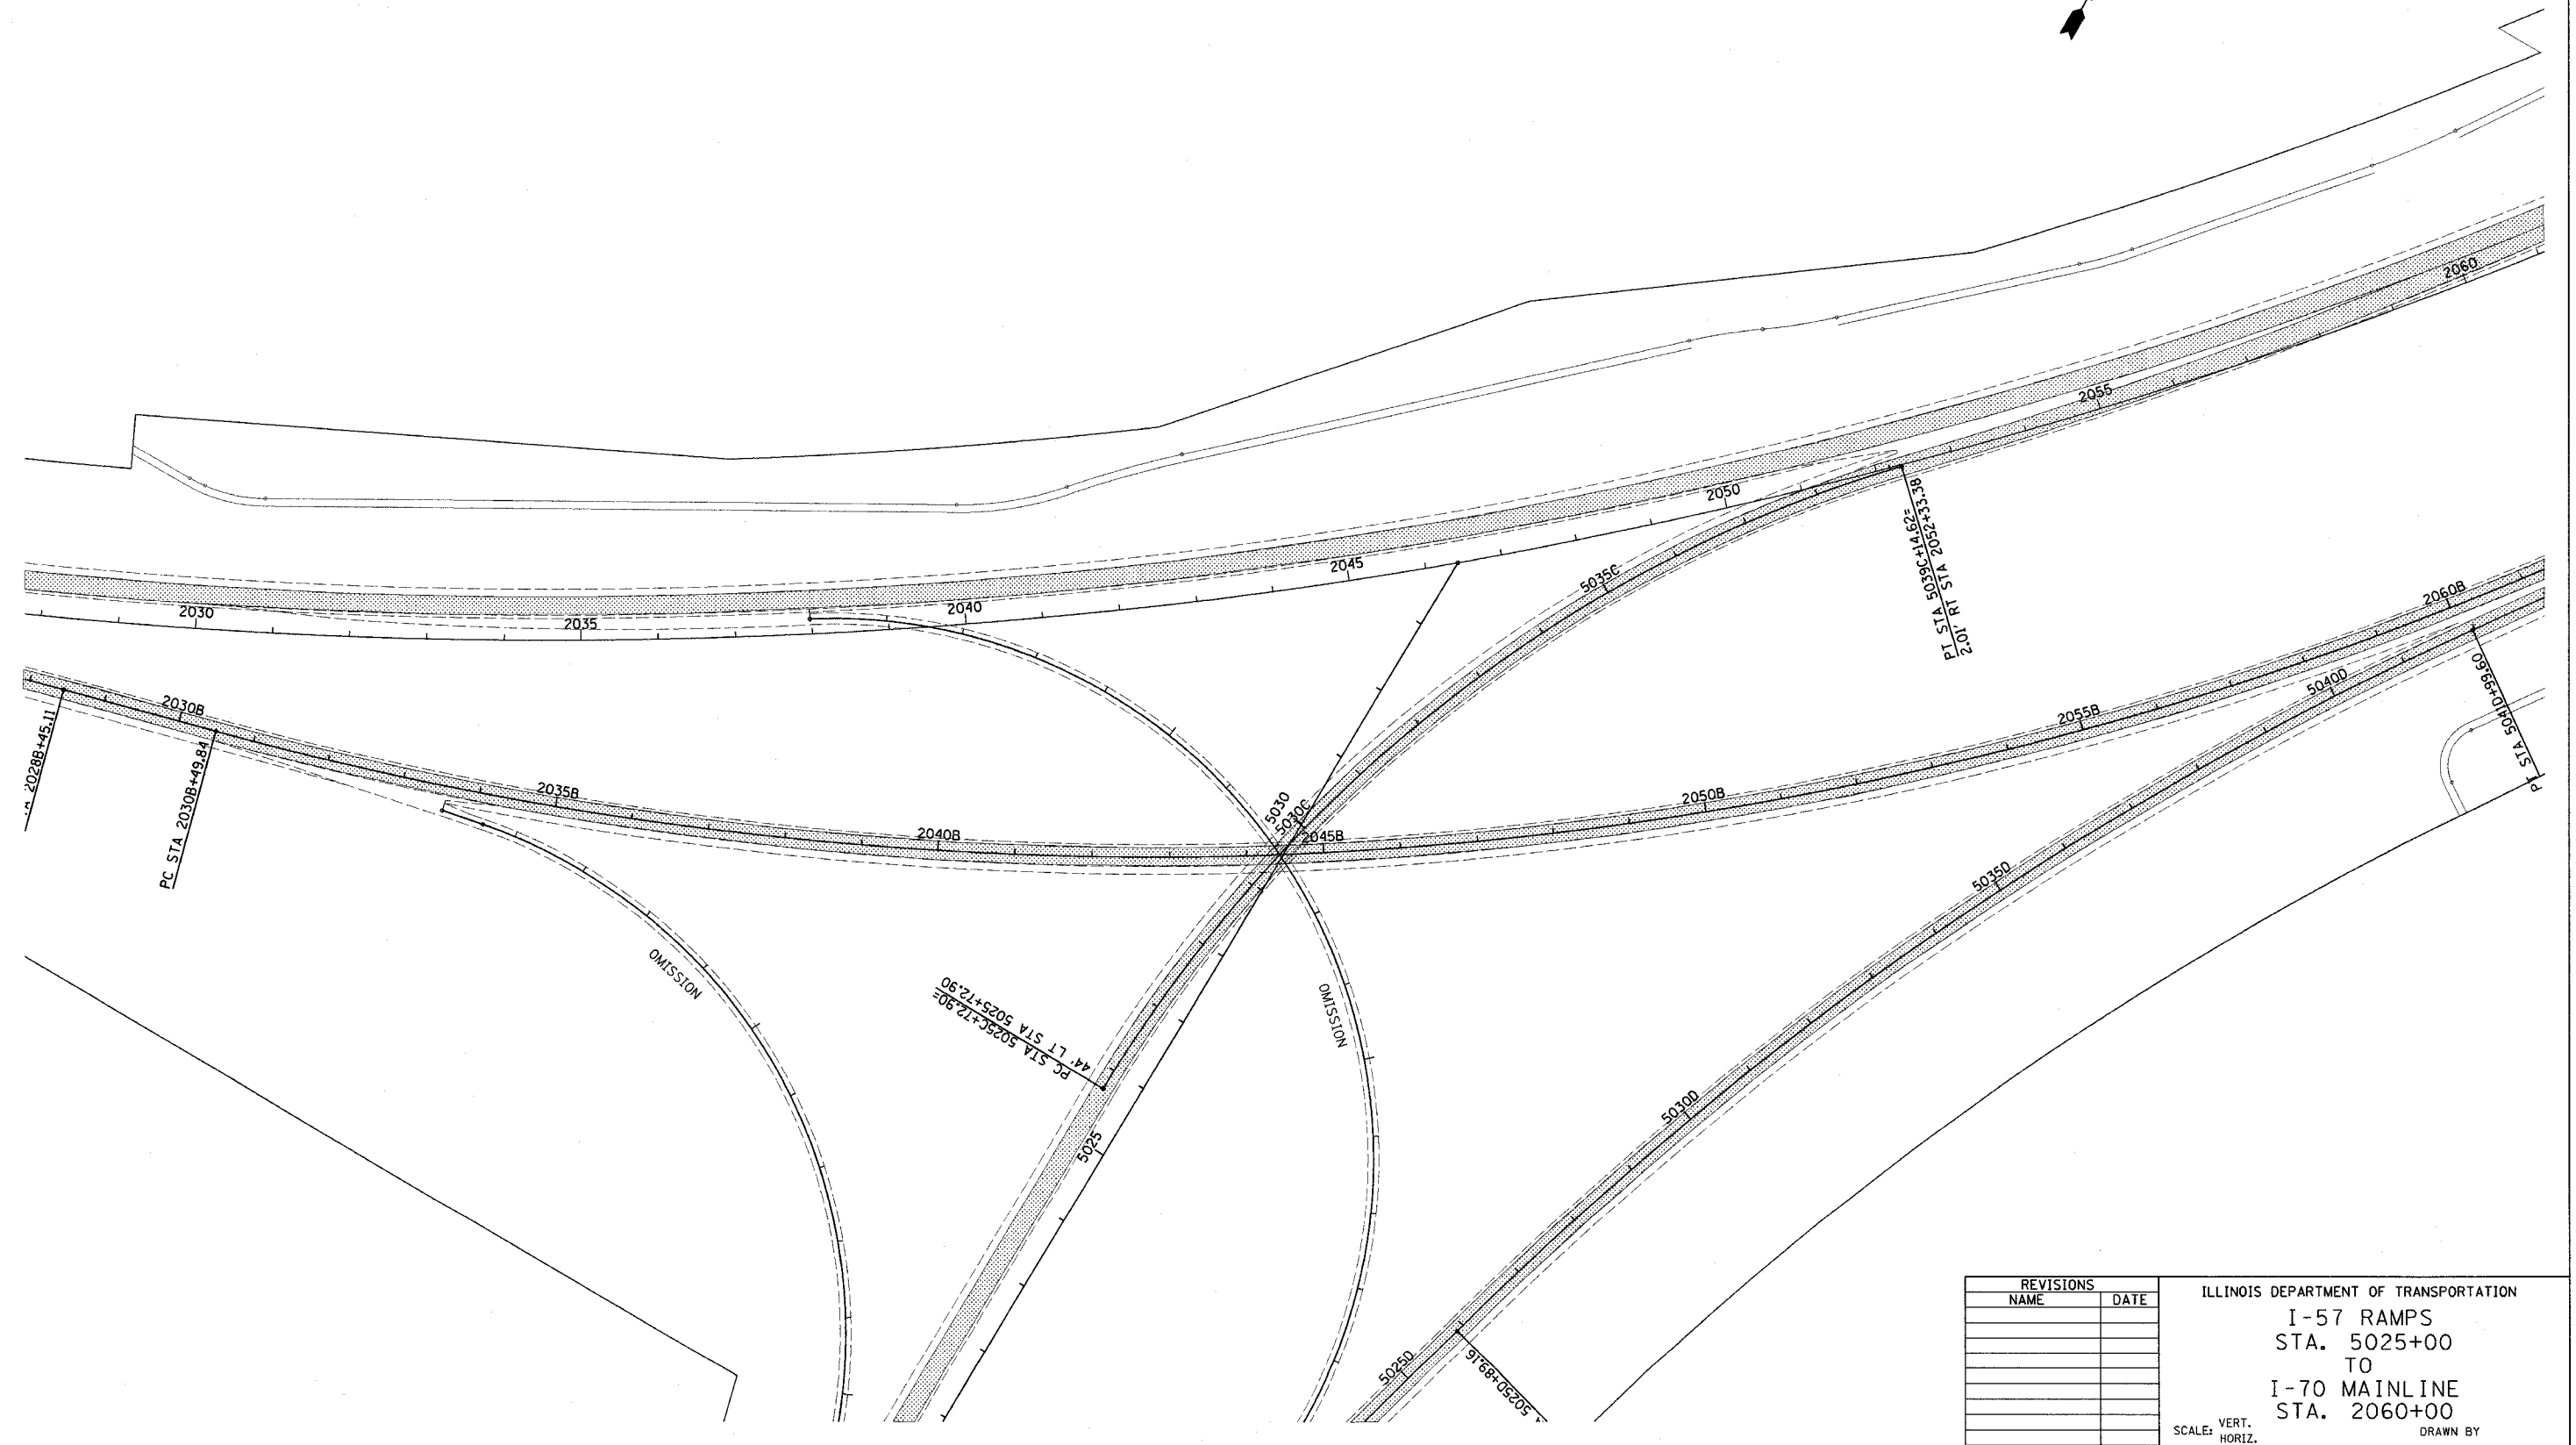 2060
2055
2050
2045
2040
2035
2030
5035C
PT STA 5039C+14.62=
2.01' RT STA 2052+33.38
2060B
2055B
2050B
2045B
2040B
2035B
2030B
5040D
5035D
5030D
5025D
5030
5030C
PT STA 5041D+99.60
2028B+45.11
PC STA 2030B+49.84
OMISSION
OMISSION
PC STA 5025C+72.90=
44' LT STA 5025+72.90
5025
5025D+89.16
REVISIONS
NAME DATE
ILLINOIS DEPARTMENT OF TRANSPORTATION
I-57 RAMPS
STA. 5025+00
TO
I-70 MAINLINE
STA. 2060+00
SCALE: VERT.
HORIZ.
DRAWN BY